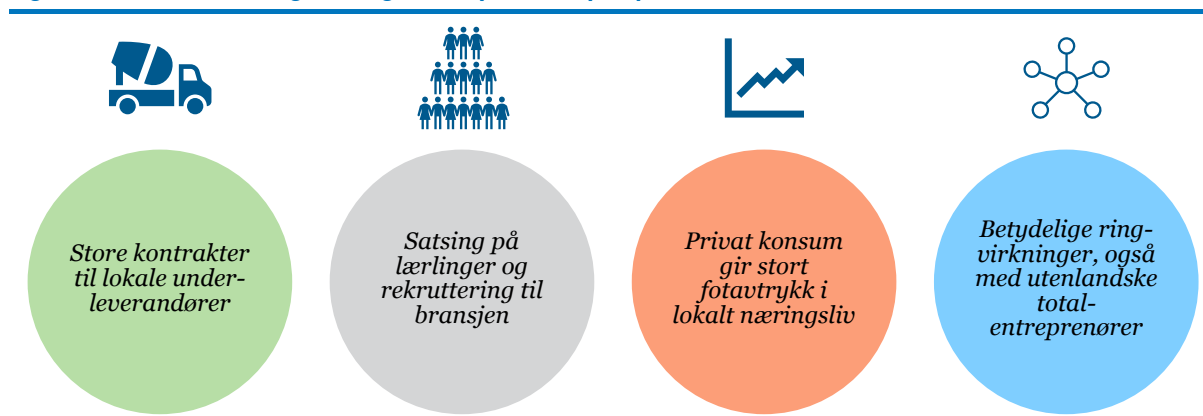 Store kontrakter
til lokale under-
leverandører
Satsing på
lærlinger og
rekruttering til
bransjen
Privat konsum
gir stort
fotavtrykk i
lokalt næringsliv
Betydelige ring-
virkninger, også
med utenlandske
total-
entreprenører